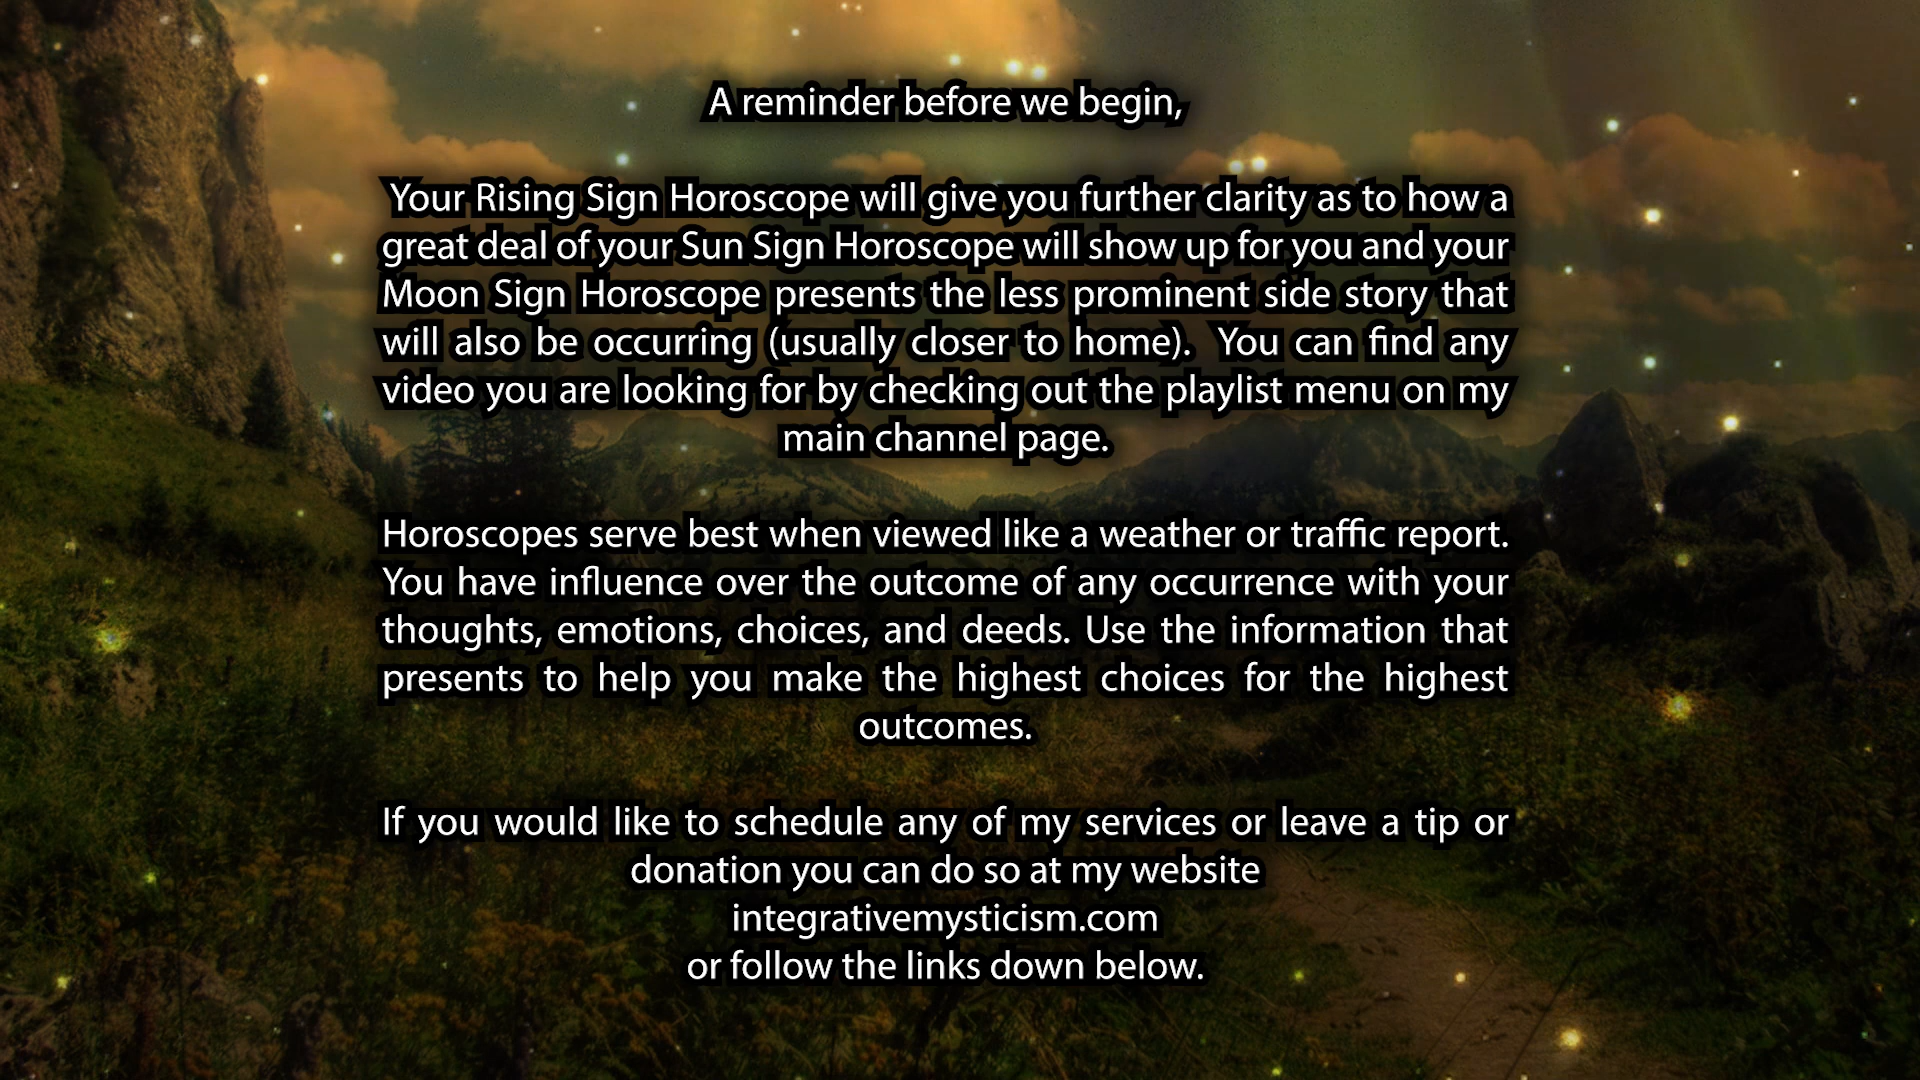 A reminder before we begin,
Your Rising Sign Horoscope will give you further clarity as to how a
great deal of your Sun Sign Horoscope will show up for you and your
Moon Sign Horoscope presents the less prominent side story that
will also be occurring (usually closer to home).  You can find any
video you are looking for by checking out the playlist menu on my
main channel page.
Horoscopes serve best when viewed like a weather or traffic report.
You have influence over the outcome of any occurrence with your
thoughts, emotions, choices, and deeds. Use the information that
presents to help you make the highest choices for the highest
outcomes.
If you would like to schedule any of my services or leave a tip or
donation you can do so at my website
integrativemysticism.com
or follow the links down below.